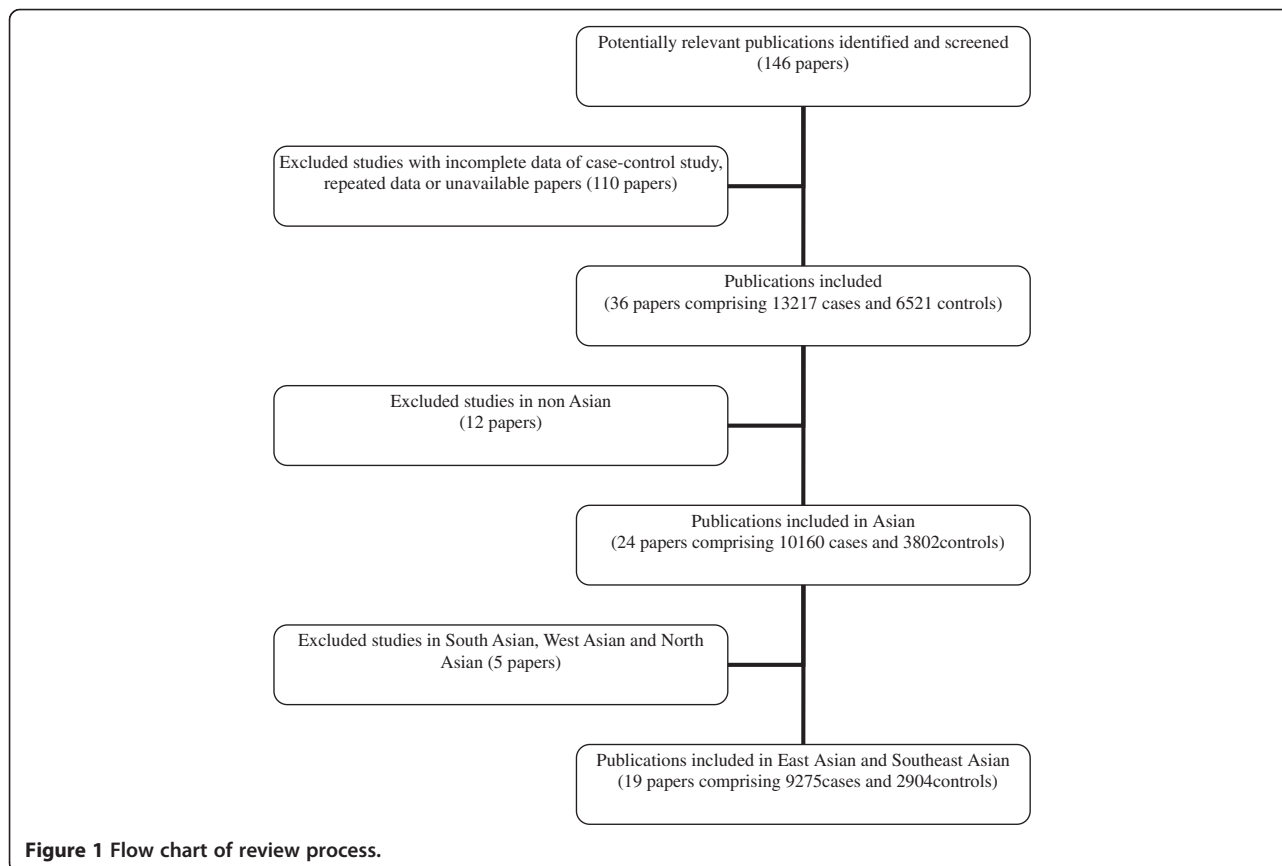 Potentially relevant publications identified and screened
(146 papers)
Excluded studies with incomplete data of case-control study,
repeated data or unavailable papers (110 papers)
Publications included
(36 papers comprising 13217 cases and 6521 controls)
Excluded studies in non Asian
(12 papers)
Publications included in Asian
(24 papers comprising 10160 cases and 3802controls)
Excluded studies in South Asian, West Asian and North
Asian (5 papers)
Publications included in East Asian and Southeast Asian
(19 papers comprising 9275cases and 2904controls)
Figure 1 Flow chart of review process.